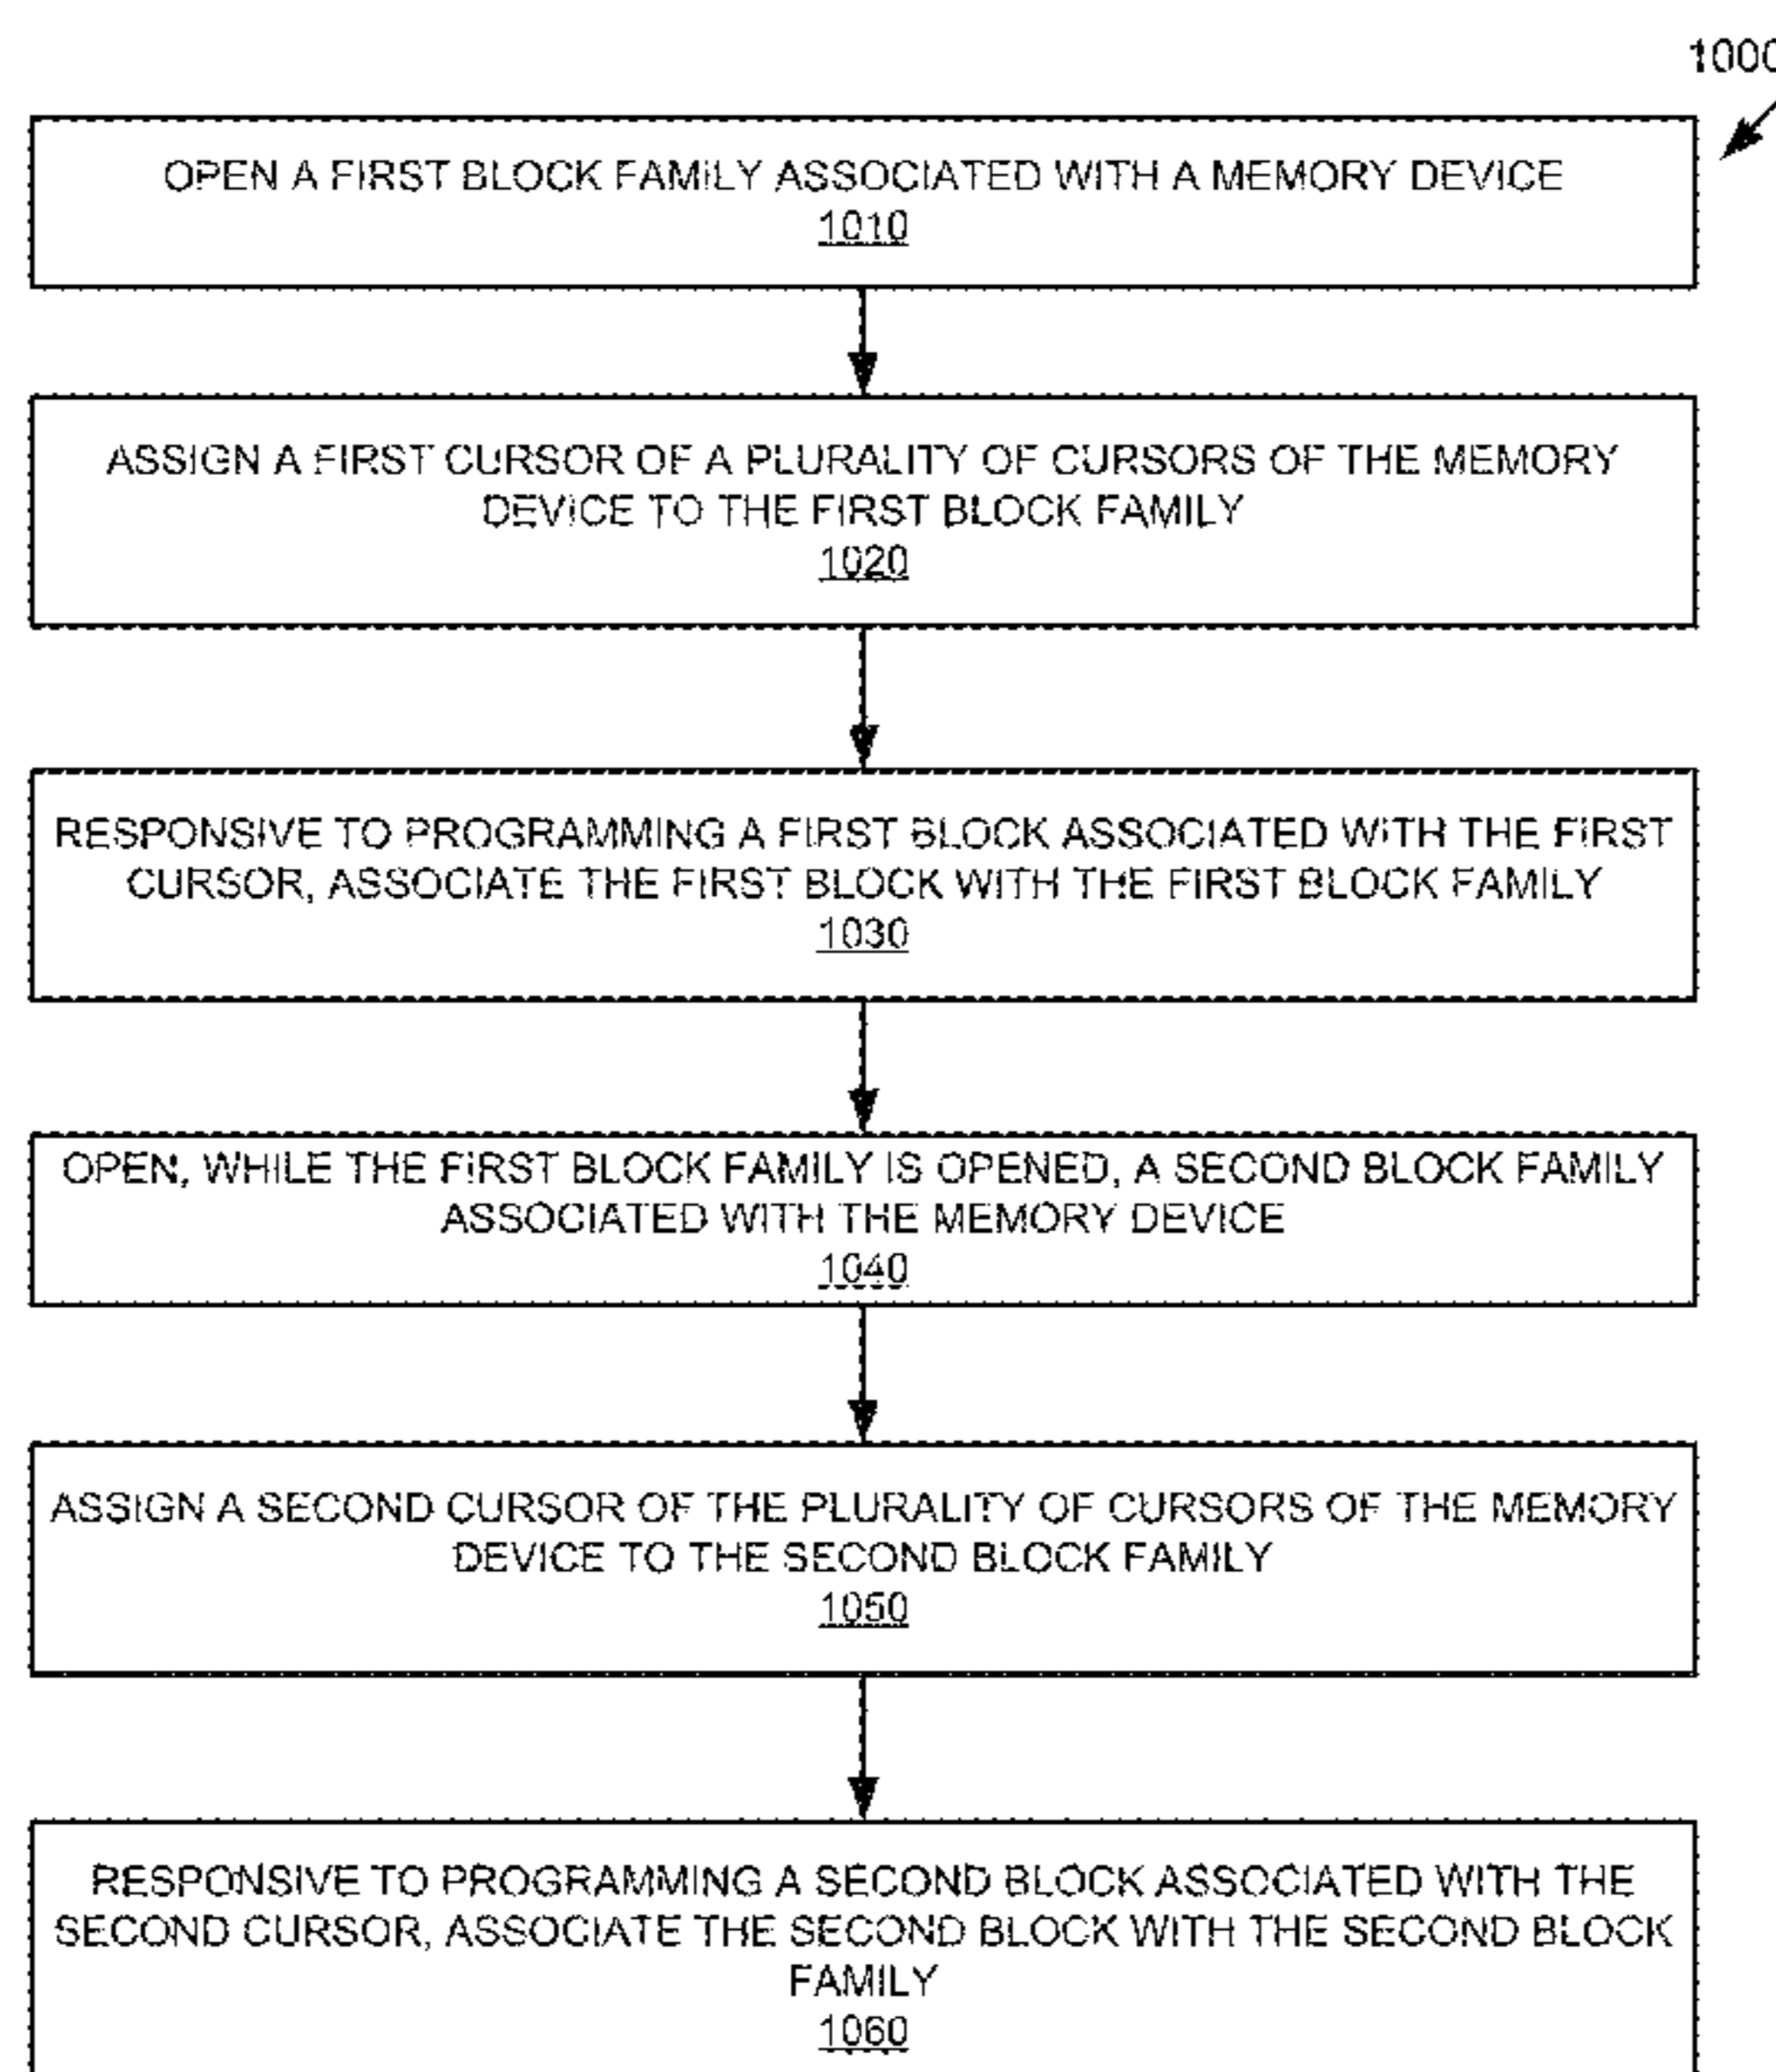 1000
OPEN A FIRST BLOCK FAMILY ASSOCIATED WITH A MEMORY DEVICE
1010
ASSIGN A FIRST CURSOR OF A PLURALITY OF CURSORS OF THE MEMORY
DEVICE TO THE FIRST BLOCK FAMILY
1020
RESPONSIVE TO PROGRAMMING A FIRST BLOCK ASSOCIATED WITH THE FIRST
CURSOR, ASSOCIATE THE FIRST BLOCK WITH THE FIRST BLOCK FAMILY
1030
OPEN, WHILE THE FIRST BLOCK FAMILY IS OPENED, A SECOND BLOCK FAMILY
ASSOCIATED WITH THE MEMORY DEVICE
1040
ASSIGN A SECOND CURSOR OF THE PLURALITY OF CURSORS OF THE MEMORY
DEVICE TO THE SECOND BLOCK FAMILY
1050
RESPONSIVE TO PROGRAMMING A SECOND BLOCK ASSOCIATED WITH THE
SECOND CURSOR, ASSOCIATE THE SECOND BLOCK WITH THE SECOND BLOCK
FAMILY
1060